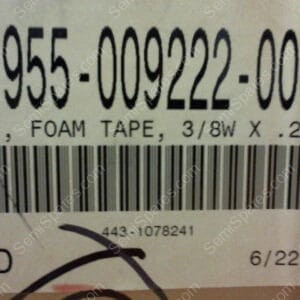 955-009222-00
, FOAM TAPE, 3/8W X .2
443-1078241
6/22